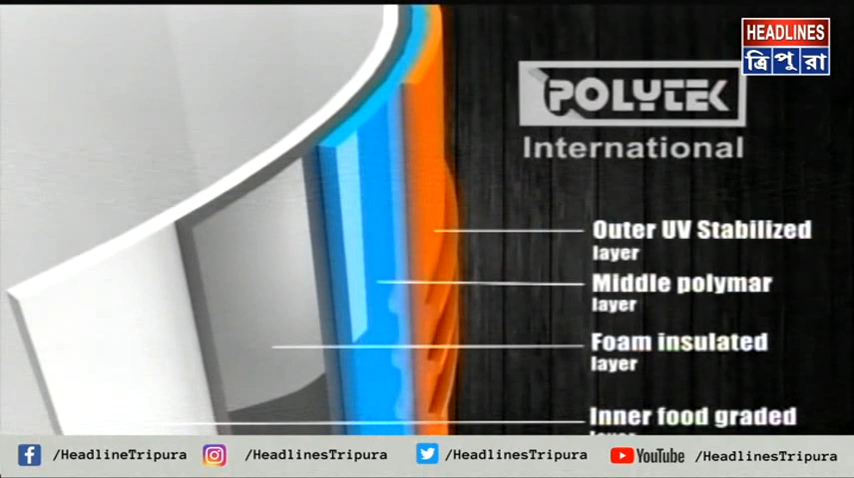 HEADLINES
ত্রিপুরা
POLYTEK
International
Outer UV Stabilized
layer
Middle polymar
layer
Foam insulated
layer
Inner food graded
layer
/HeadlineTripura
/HeadlinesTripura
/HeadlinesTripura
YouTube /HeadlinesTripura